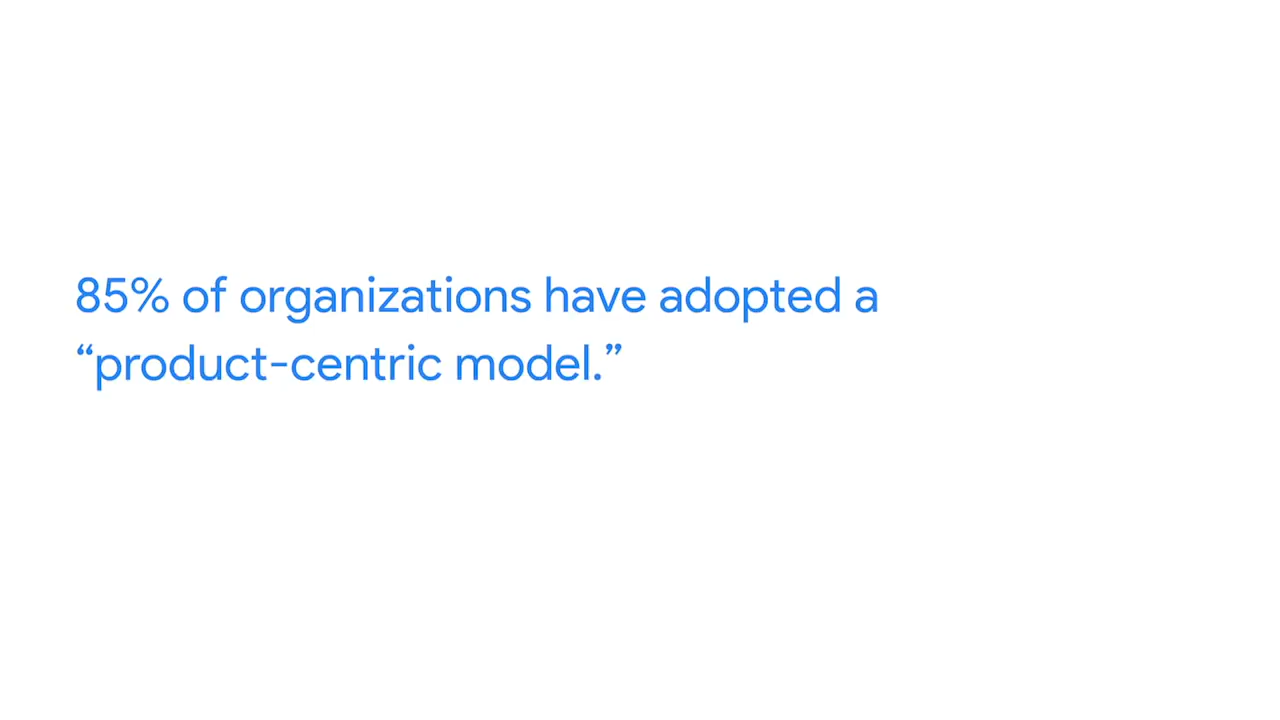 85% of organizations have adopted a
“product-centric model.”